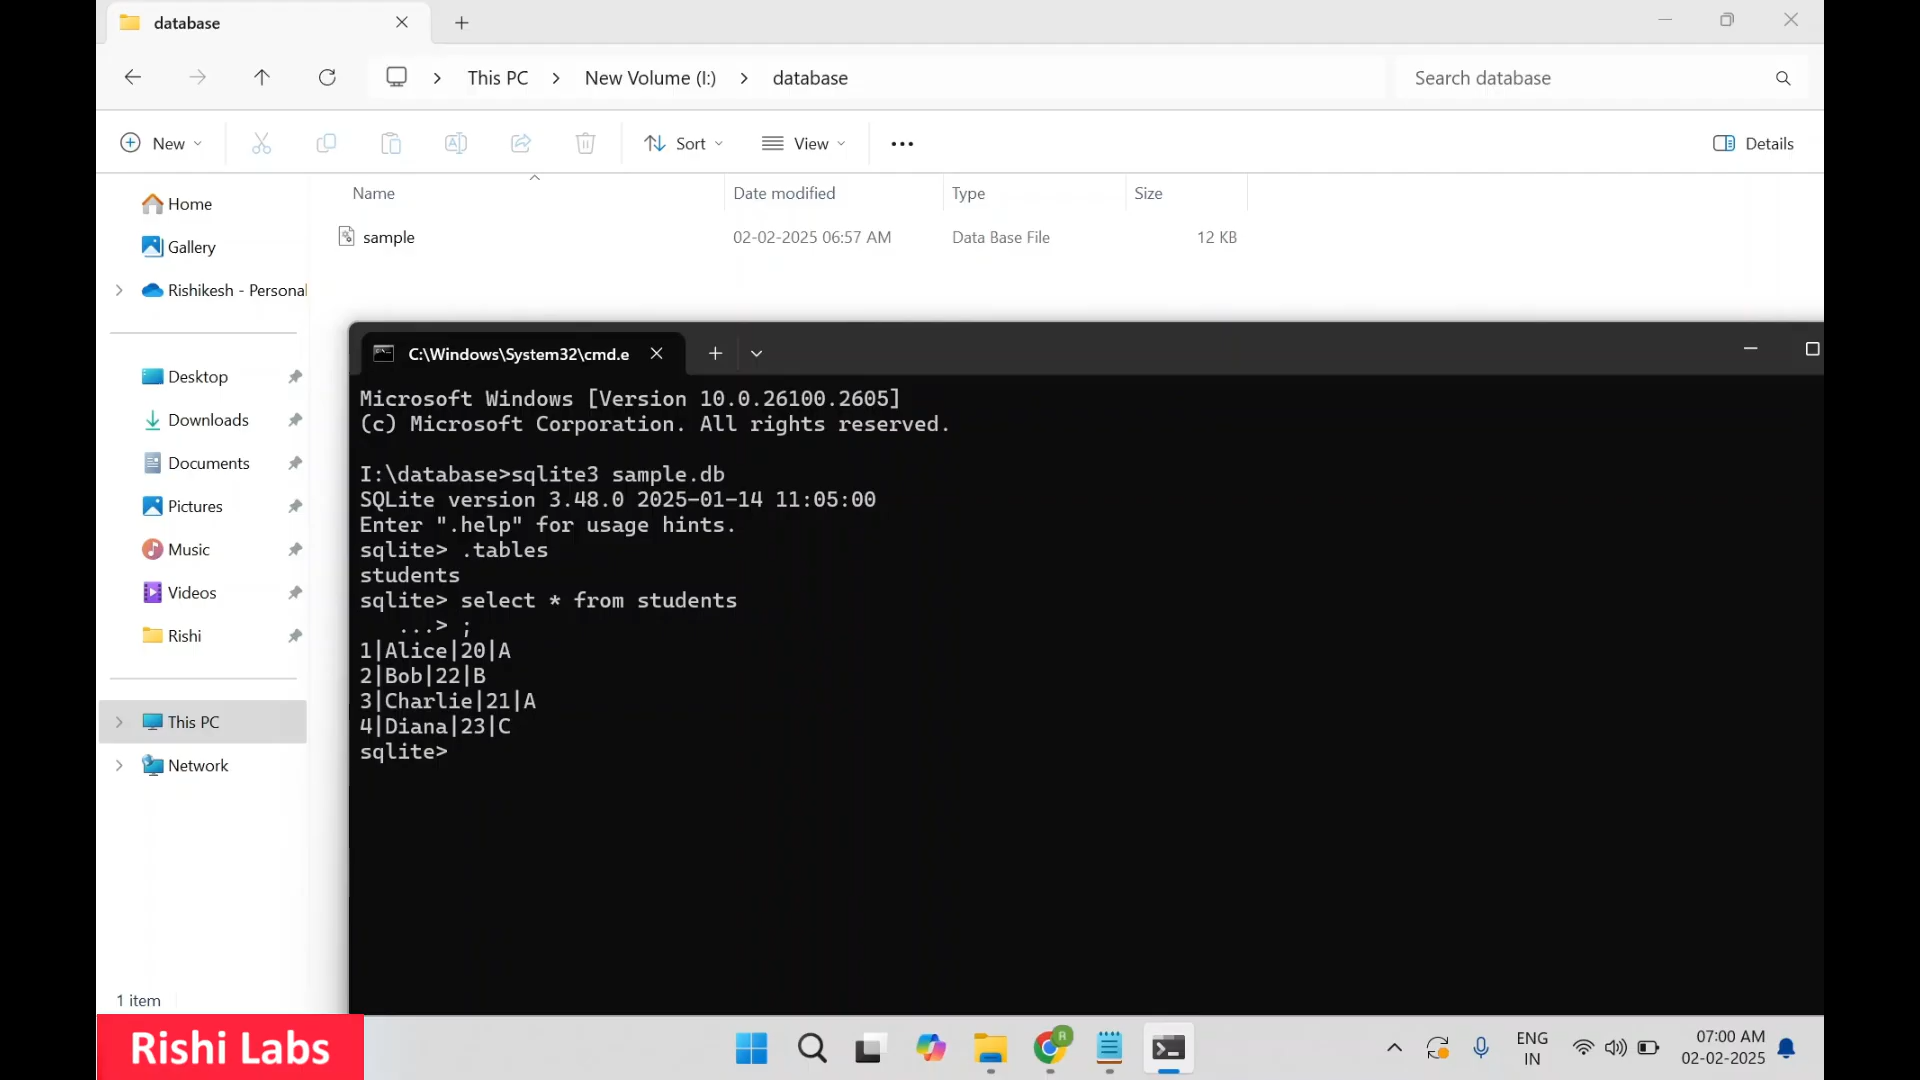 database
This PC > New Volume (I:) > database
Search database
New
Sort
View
Details
Name
Date modified
Type
Size
sample
02-02-2025 06:57 AM
Data Base File
12 KB
Home
Gallery
Rishikesh - Personal
Desktop
Downloads
Documents
Pictures
Music
Videos
Rishi
This PC
Network
1 item
C:\Windows\System32\cmd.e
Microsoft Windows [Version 10.0.26100.2605]
(c) Microsoft Corporation. All rights reserved.
I:\database>sqlite3 sample.db
SQLite version 3.48.0 2025-01-14 11:05:00
Enter ".help" for usage hints.
sqlite> .tables
students
sqlite> select * from students
...> ;
1|Alice|20|A
2|Bob|22|B
3|Charlie|21|A
4|Diana|23|C
sqlite>
Rishi Labs
R
ENG
IN
07:00 AM
02-02-2025